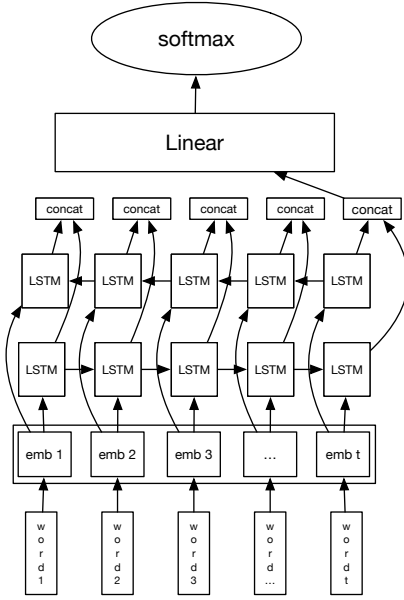 softmax
Linear
concat concat concat concat concat
LSTM LSTM LSTM LSTM LSTM
LSTM LSTM LSTM LSTM LSTM
emb 1 emb 2 emb 3 ... emb t
word1 word2 word3 word... wordt